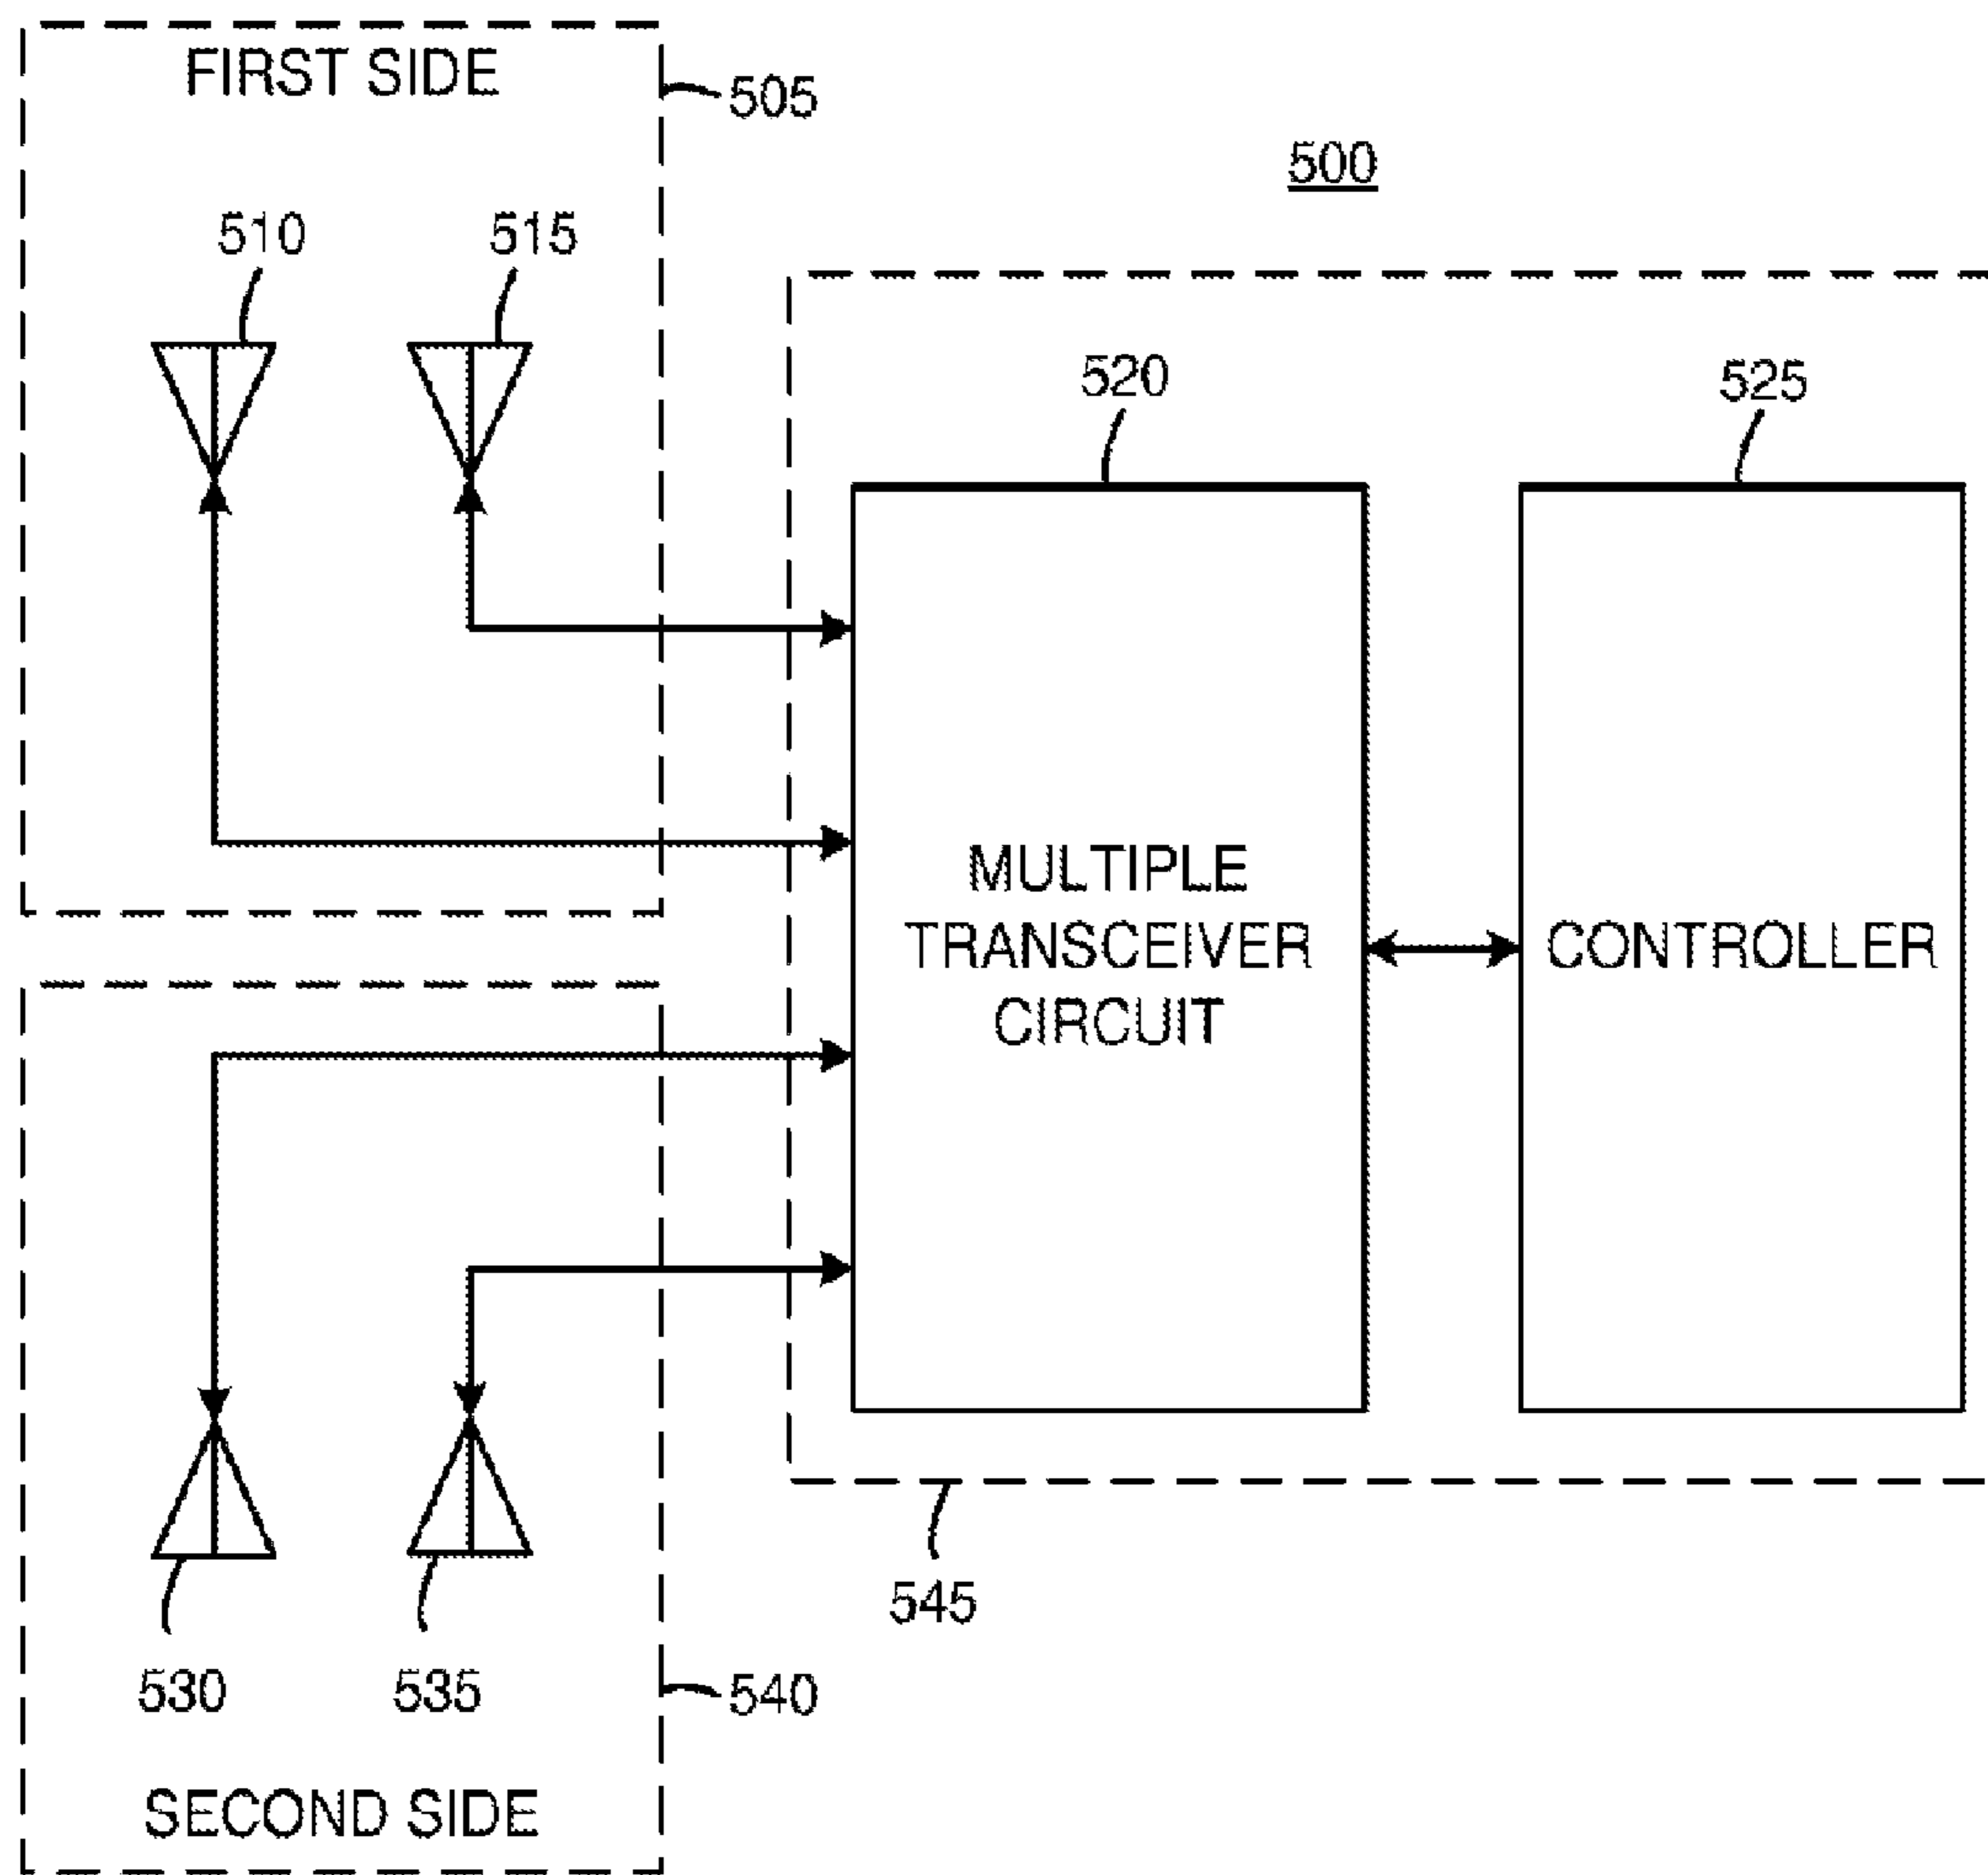 FIRST SIDE
505
500
510
515
520
525
MULTIPLE
TRANSCEIVER
CIRCUIT
CONTROLLER
545
530
535
540
SECOND SIDE